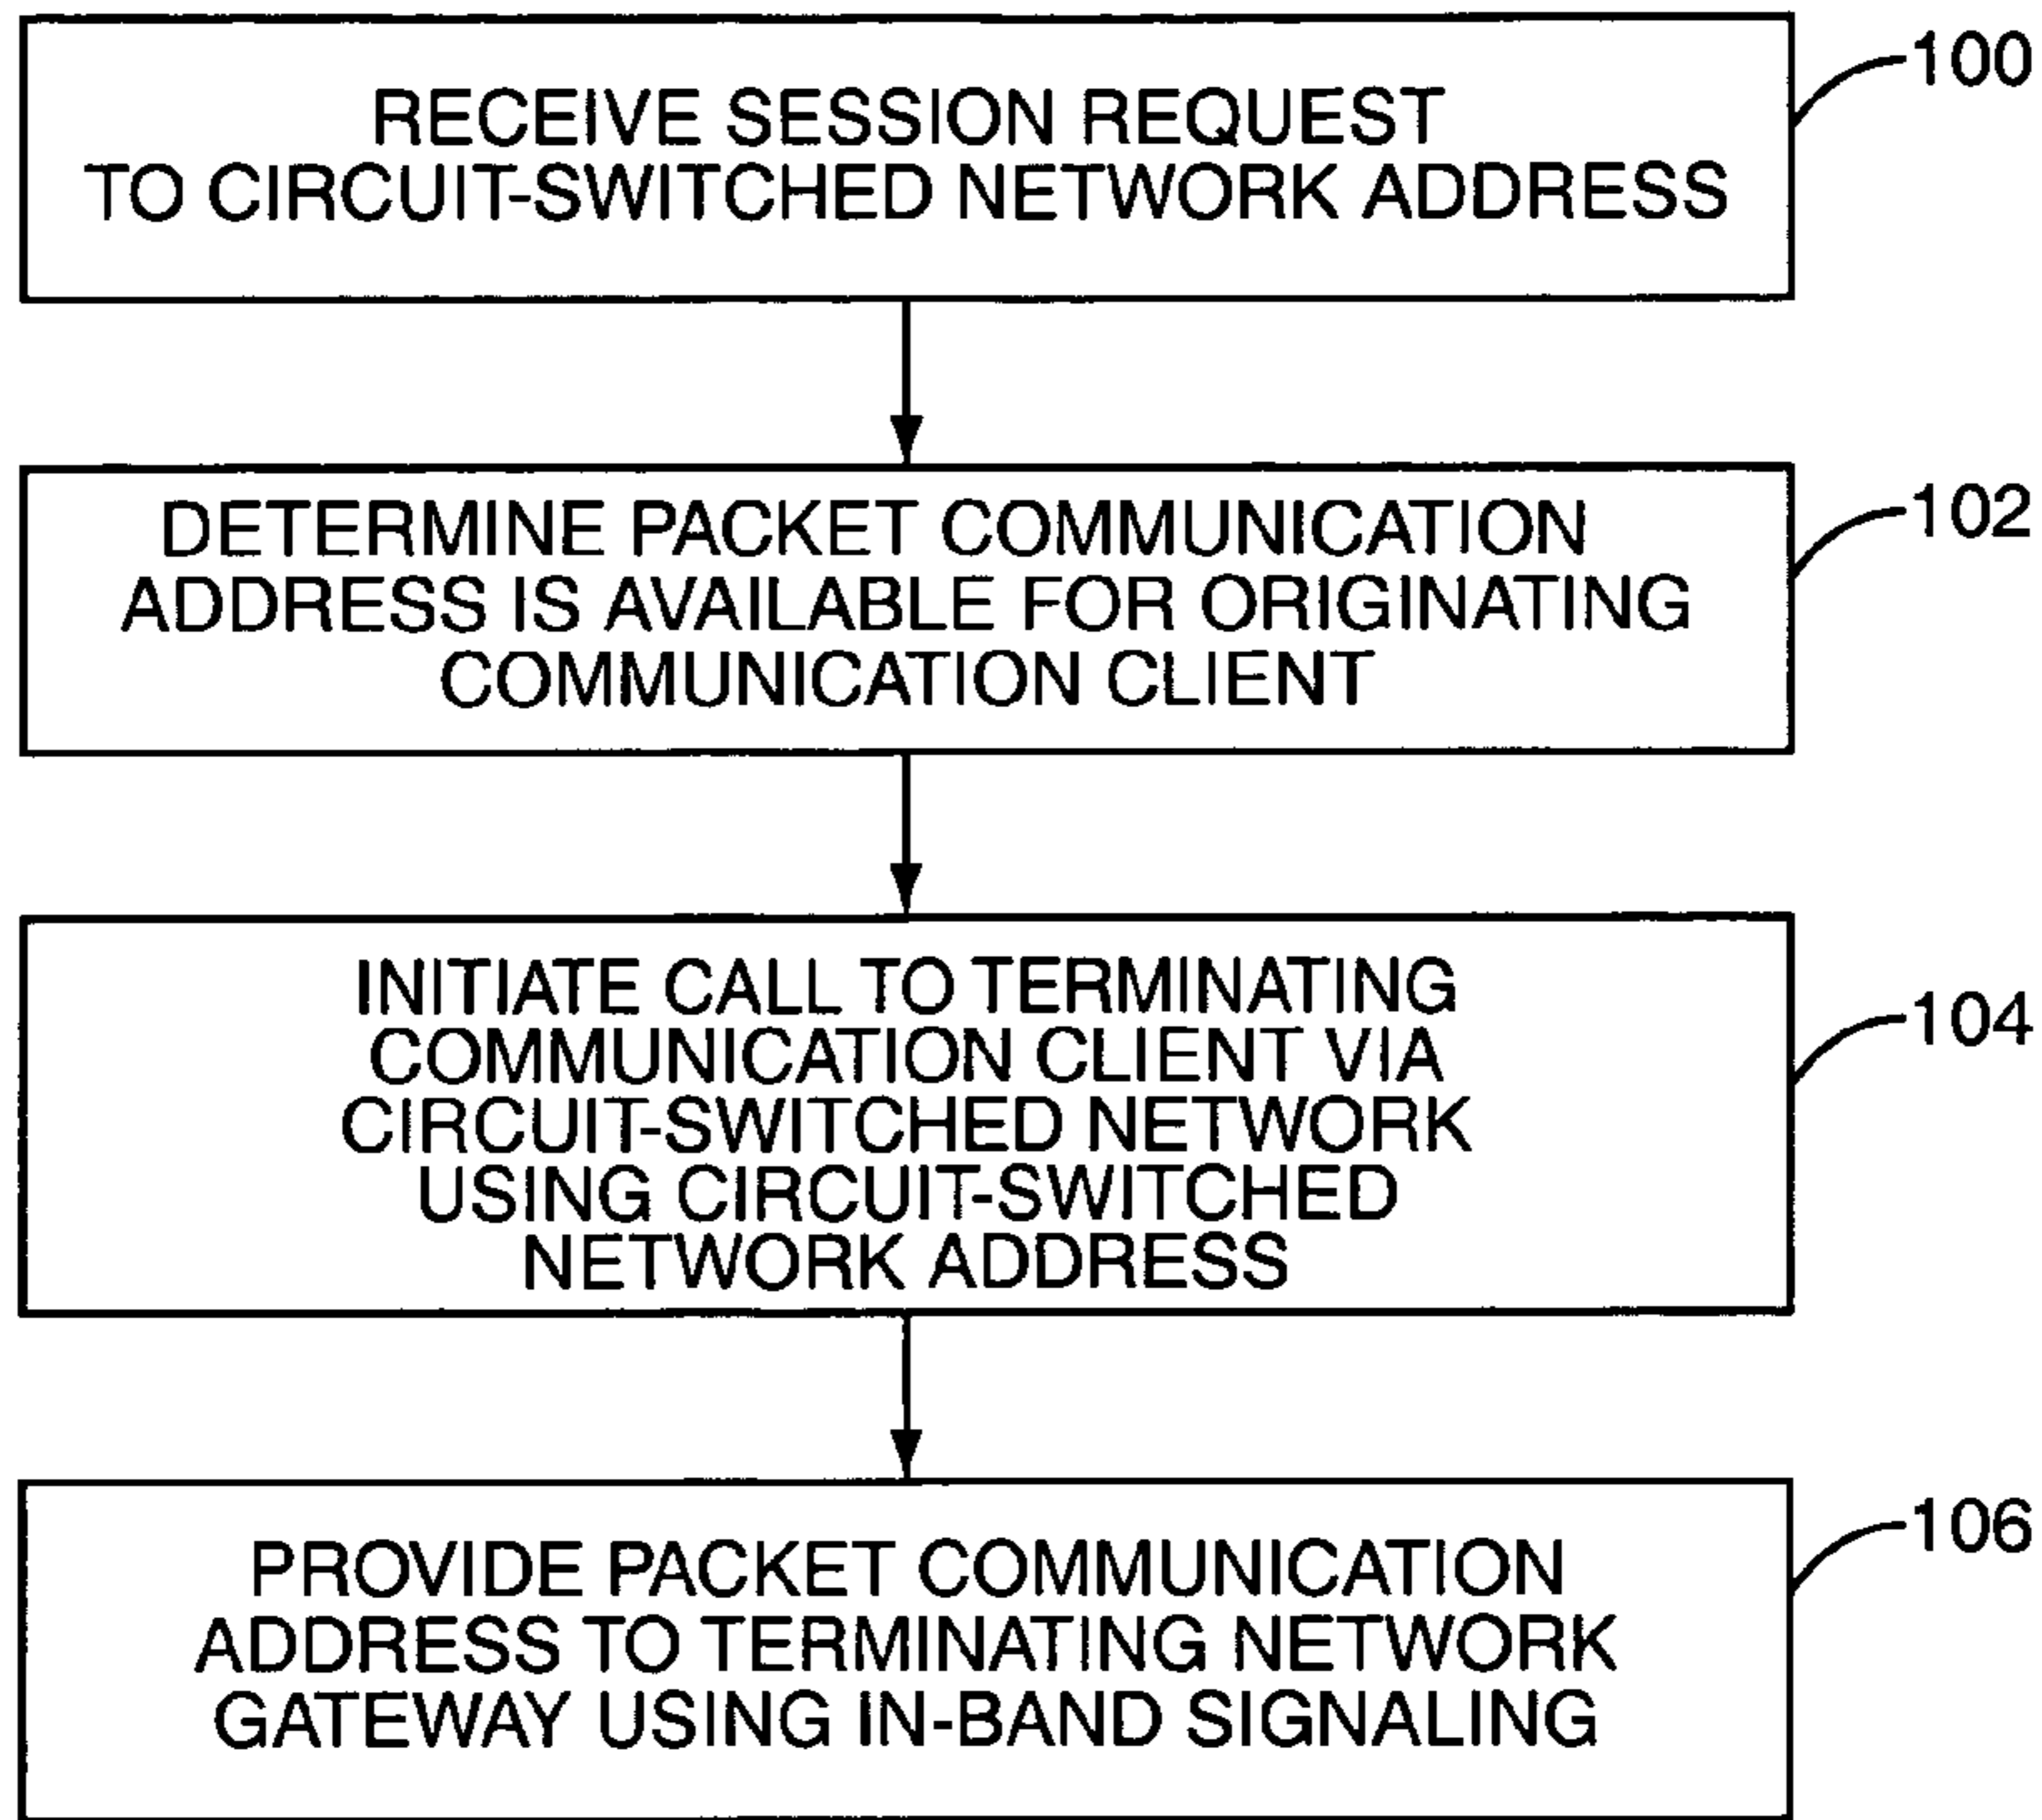 RECEIVE SESSION REQUEST
TO CIRCUIT-SWITCHED NETWORK ADDRESS
100
DETERMINE PACKET COMMUNICATION
ADDRESS IS AVAILABLE FOR ORIGINATING
COMMUNICATION CLIENT
102
INITIATE CALL TO TERMINATING
COMMUNICATION CLIENT VIA
CIRCUIT-SWITCHED NETWORK
USING CIRCUIT-SWITCHED
NETWORK ADDRESS
104
PROVIDE PACKET COMMUNICATION
ADDRESS TO TERMINATING NETWORK
GATEWAY USING IN-BAND SIGNALING
106